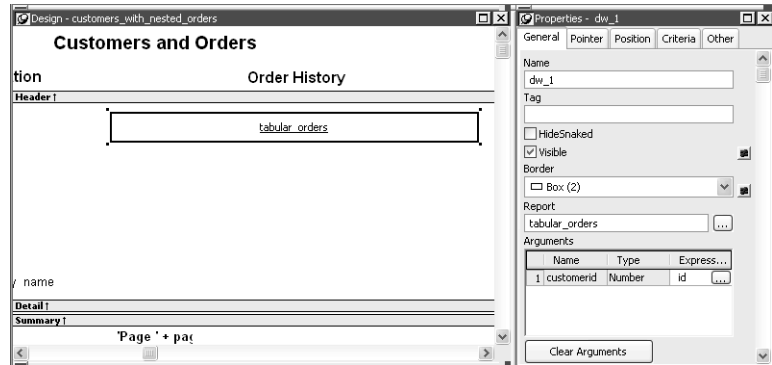 Design - customers_with_nested_orders
Customers and Orders
tion
Order History
Header ↑
tabular_orders
name
Detail ↑
Summary ↑
'Page ' + pag
Properties - dw_1
General Pointer Position Criteria Other
Name
dw_1
Tag
HideSnaked
Visible
Border
Box (2)
Report
tabular_orders
...
Arguments
Name Type Express...
1 customerid Number id ...
Clear Arguments